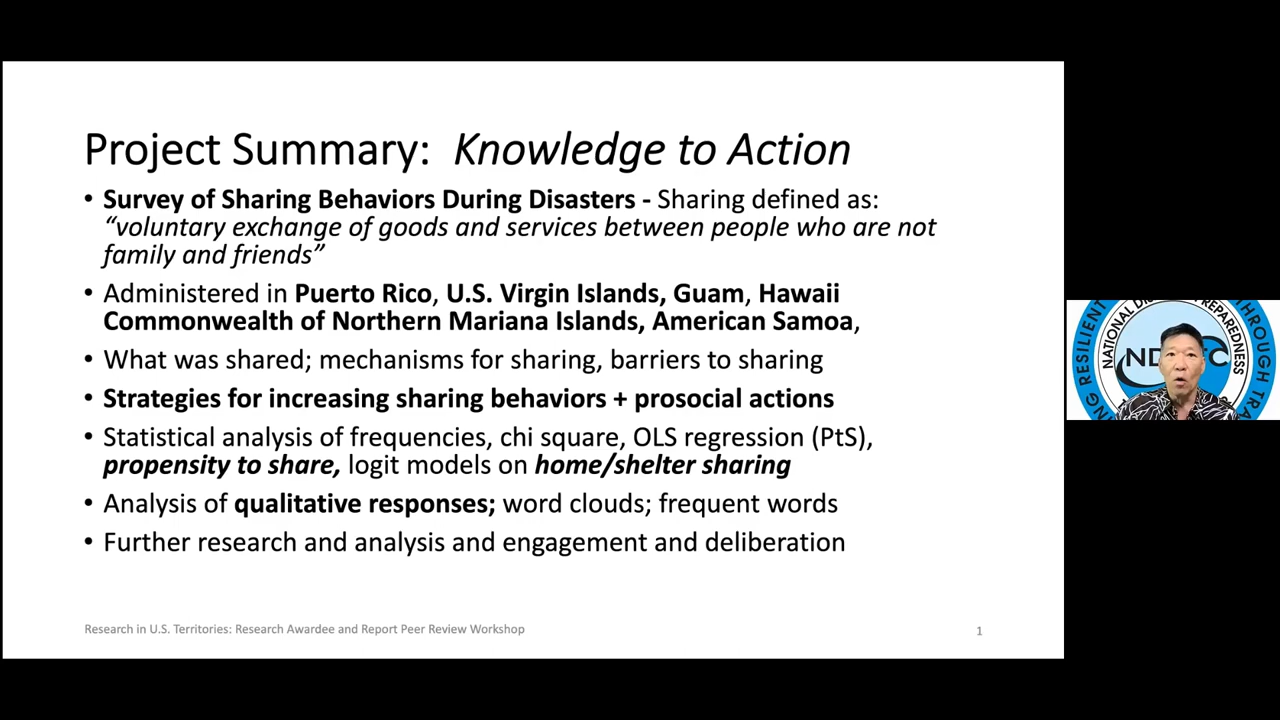 Project Summary: Knowledge to Action
• Survey of Sharing Behaviors During Disasters - Sharing defined as:
“voluntary exchange of goods and services between people who are not
family and friends”
• Administered in Puerto Rico, U.S. Virgin Islands, Guam, Hawaii
Commonwealth of Northern Mariana Islands, American Samoa,
• What was shared; mechanisms for sharing, barriers to sharing
• Strategies for increasing sharing behaviors + prosocial actions
• Statistical analysis of frequencies, chi square, OLS regression (PtS),
propensity to share, logit models on home/shelter sharing
• Analysis of qualitative responses; word clouds; frequent words
• Further research and analysis and engagement and deliberation
Research in U.S. Territories: Research Awardee and Report Peer Review Workshop
1
RESILIENT
THROUGH
NATIONAL
PREPAREDNESS
ND
C